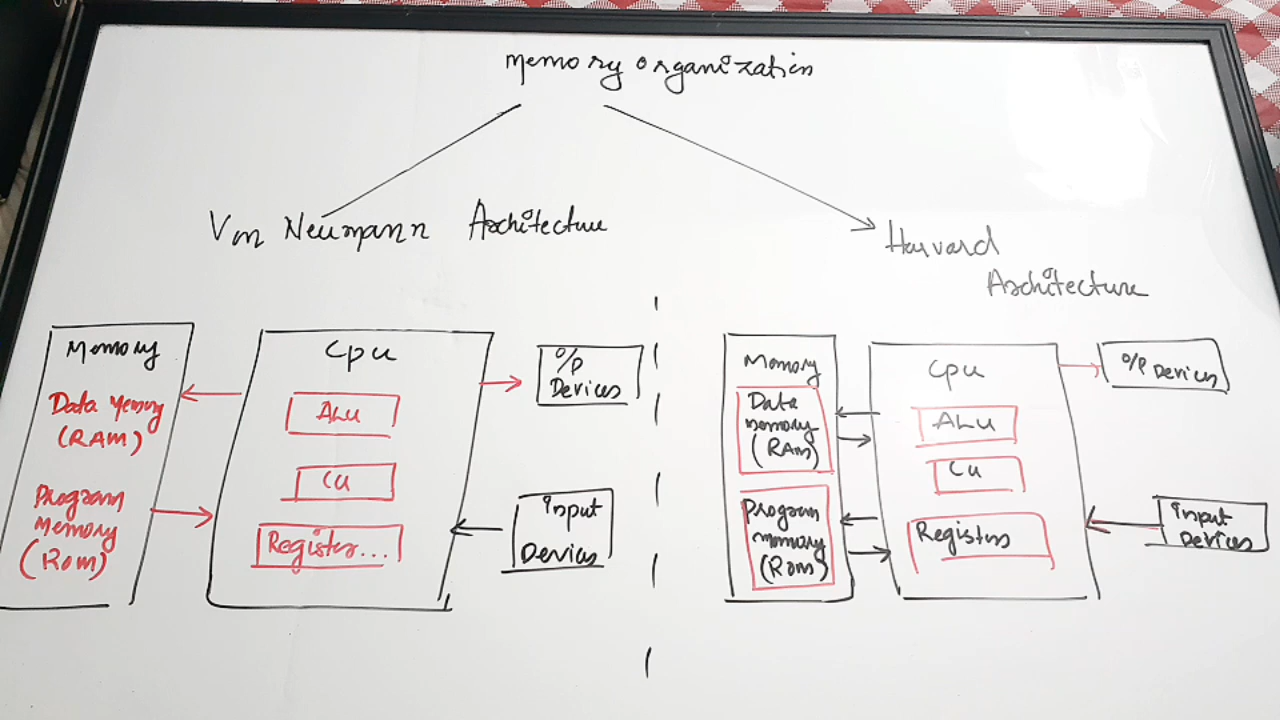 Memory organization
Von Neumann Architecture
Harvard
Architecture
Memory
Data Memory
(RAM)
Program
Memory
(Rom)
Cpu
ALU
CU
Register...
O/P
Devices
Input
Devices
Memory
Data
memory
(RAM)
Program
memory
(Rom)
Cpu
ALU
Cu
Registers
O/P Devices
Input
Devices